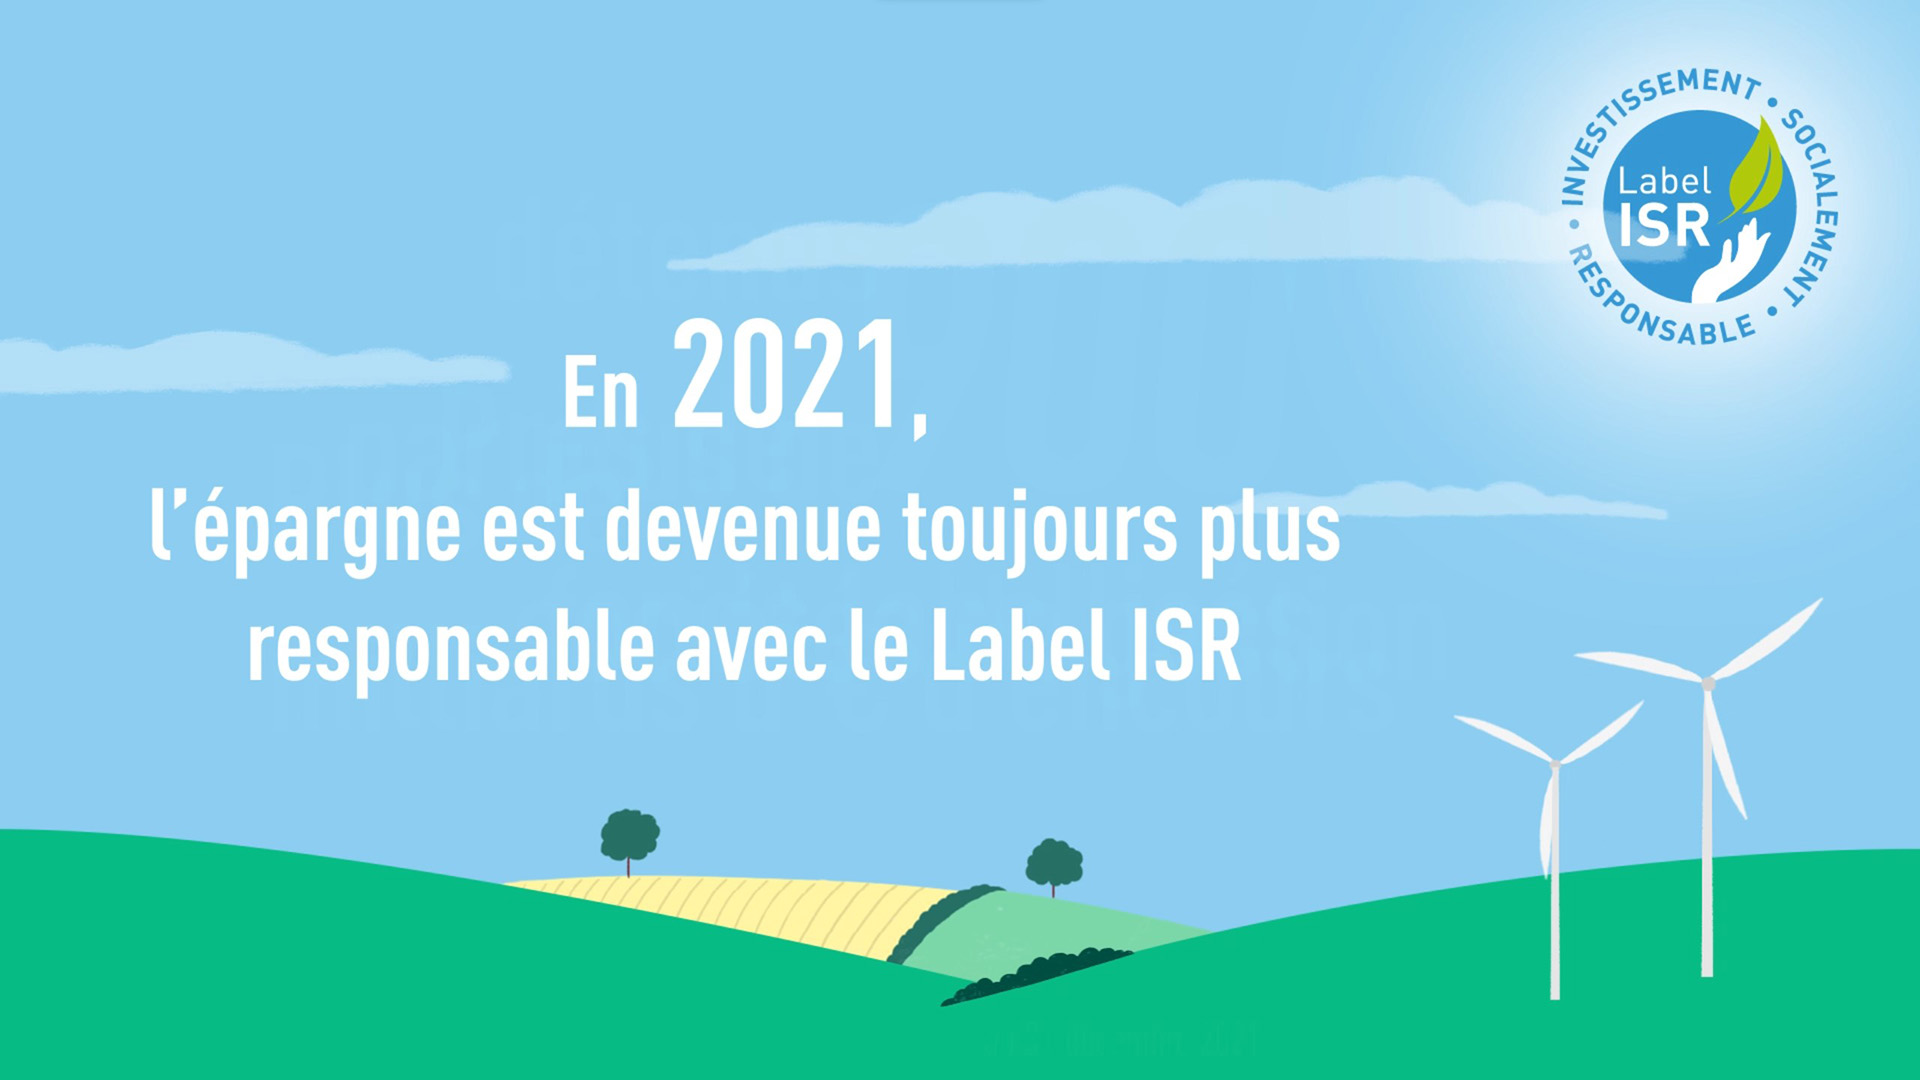 INVESTISSEMENT • SOCIALEMENT • RESPONSABLE •
Label
ISR
En 2021,
l'épargne est devenue toujours plus
responsable avec le Label ISR